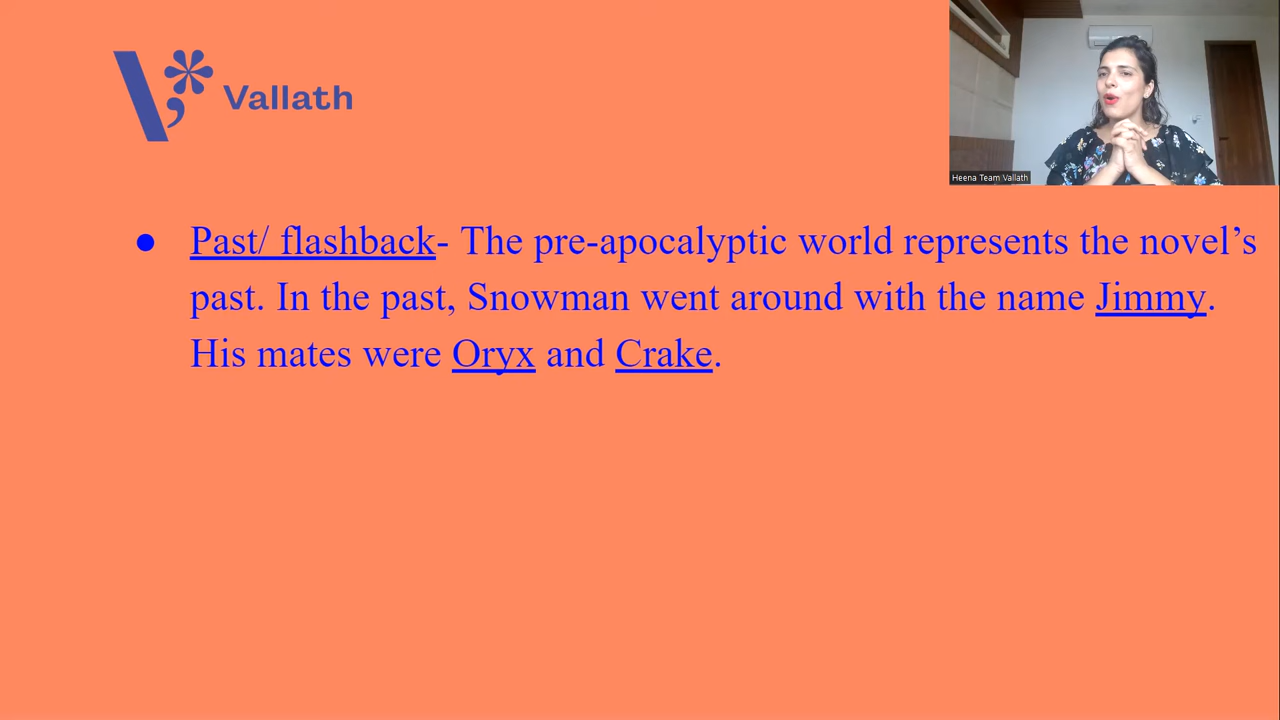 Vallath
Heena Team Vallath
● Past/ flashback- The pre-apocalyptic world represents the novel’s
past. In the past, Snowman went around with the name Jimmy.
His mates were Oryx and Crake.